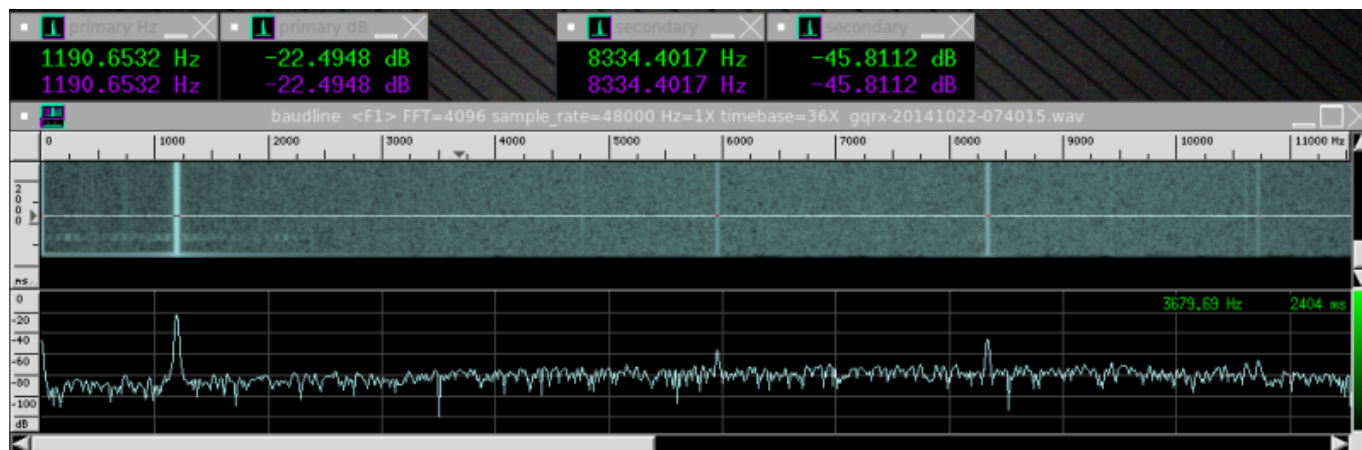 primary Hz primary dB secondary secondary
1190.6532 Hz -22.4948 dB 8334.4017 Hz -45.8112 dB
1190.6532 Hz -22.4948 dB 8334.4017 Hz -45.8112 dB
baudline <F1> FFT=4096 sample_rate=48000 Hz=1X timebase=36X gqrx-20141022-074015.wav
0 1000 2000 3000 4000 5000 6000 7000 8000 9000 10000 11000 Hz
2000
ms
0 3679.69 Hz 2404 ms
-20
-40
-60
-80
-100
dB